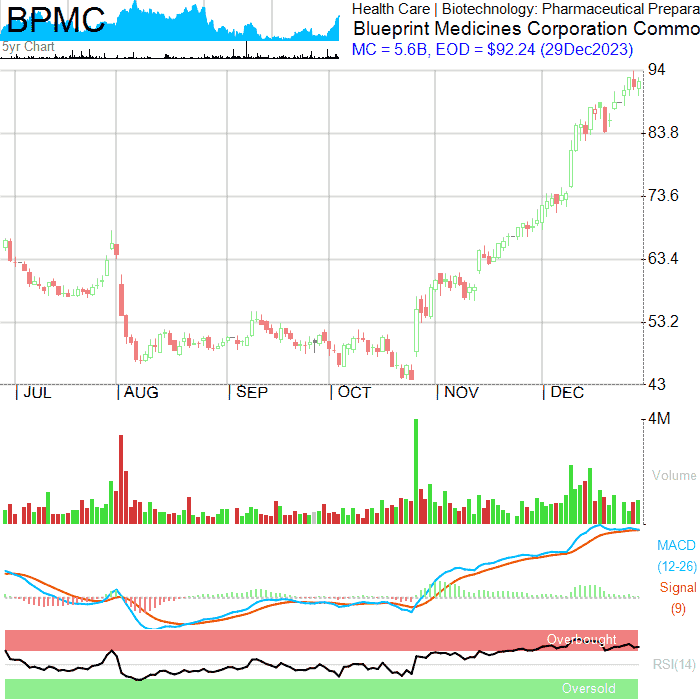 BPMC
5yr Chart
Health Care | Biotechnology: Pharmaceutical Prepara
Blueprint Medicines Corporation Commo
MC = 5.6B, EOD = $92.24 (29Dec2023)
94
83.8
73.6
63.4
53.2
43
JUL AUG SEP OCT NOV DEC
4M
Volume
MACD
(12-26)
Signal
(9)
Overbought
RSI(14)
Oversold